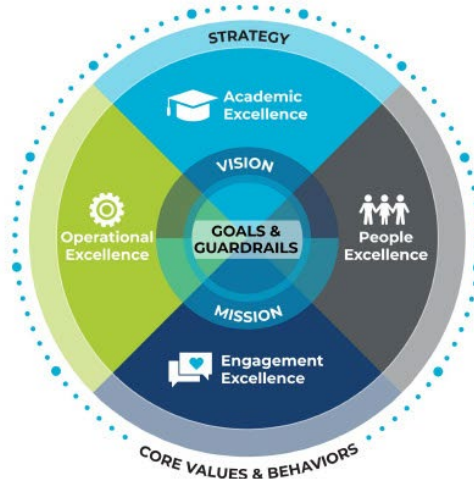 STRATEGY
Academic
Excellence
VISION
Operational
Excellence
GOALS &
GUARDRAILS
People
Excellence
MISSION
Engagement
Excellence
CORE VALUES & BEHAVIORS